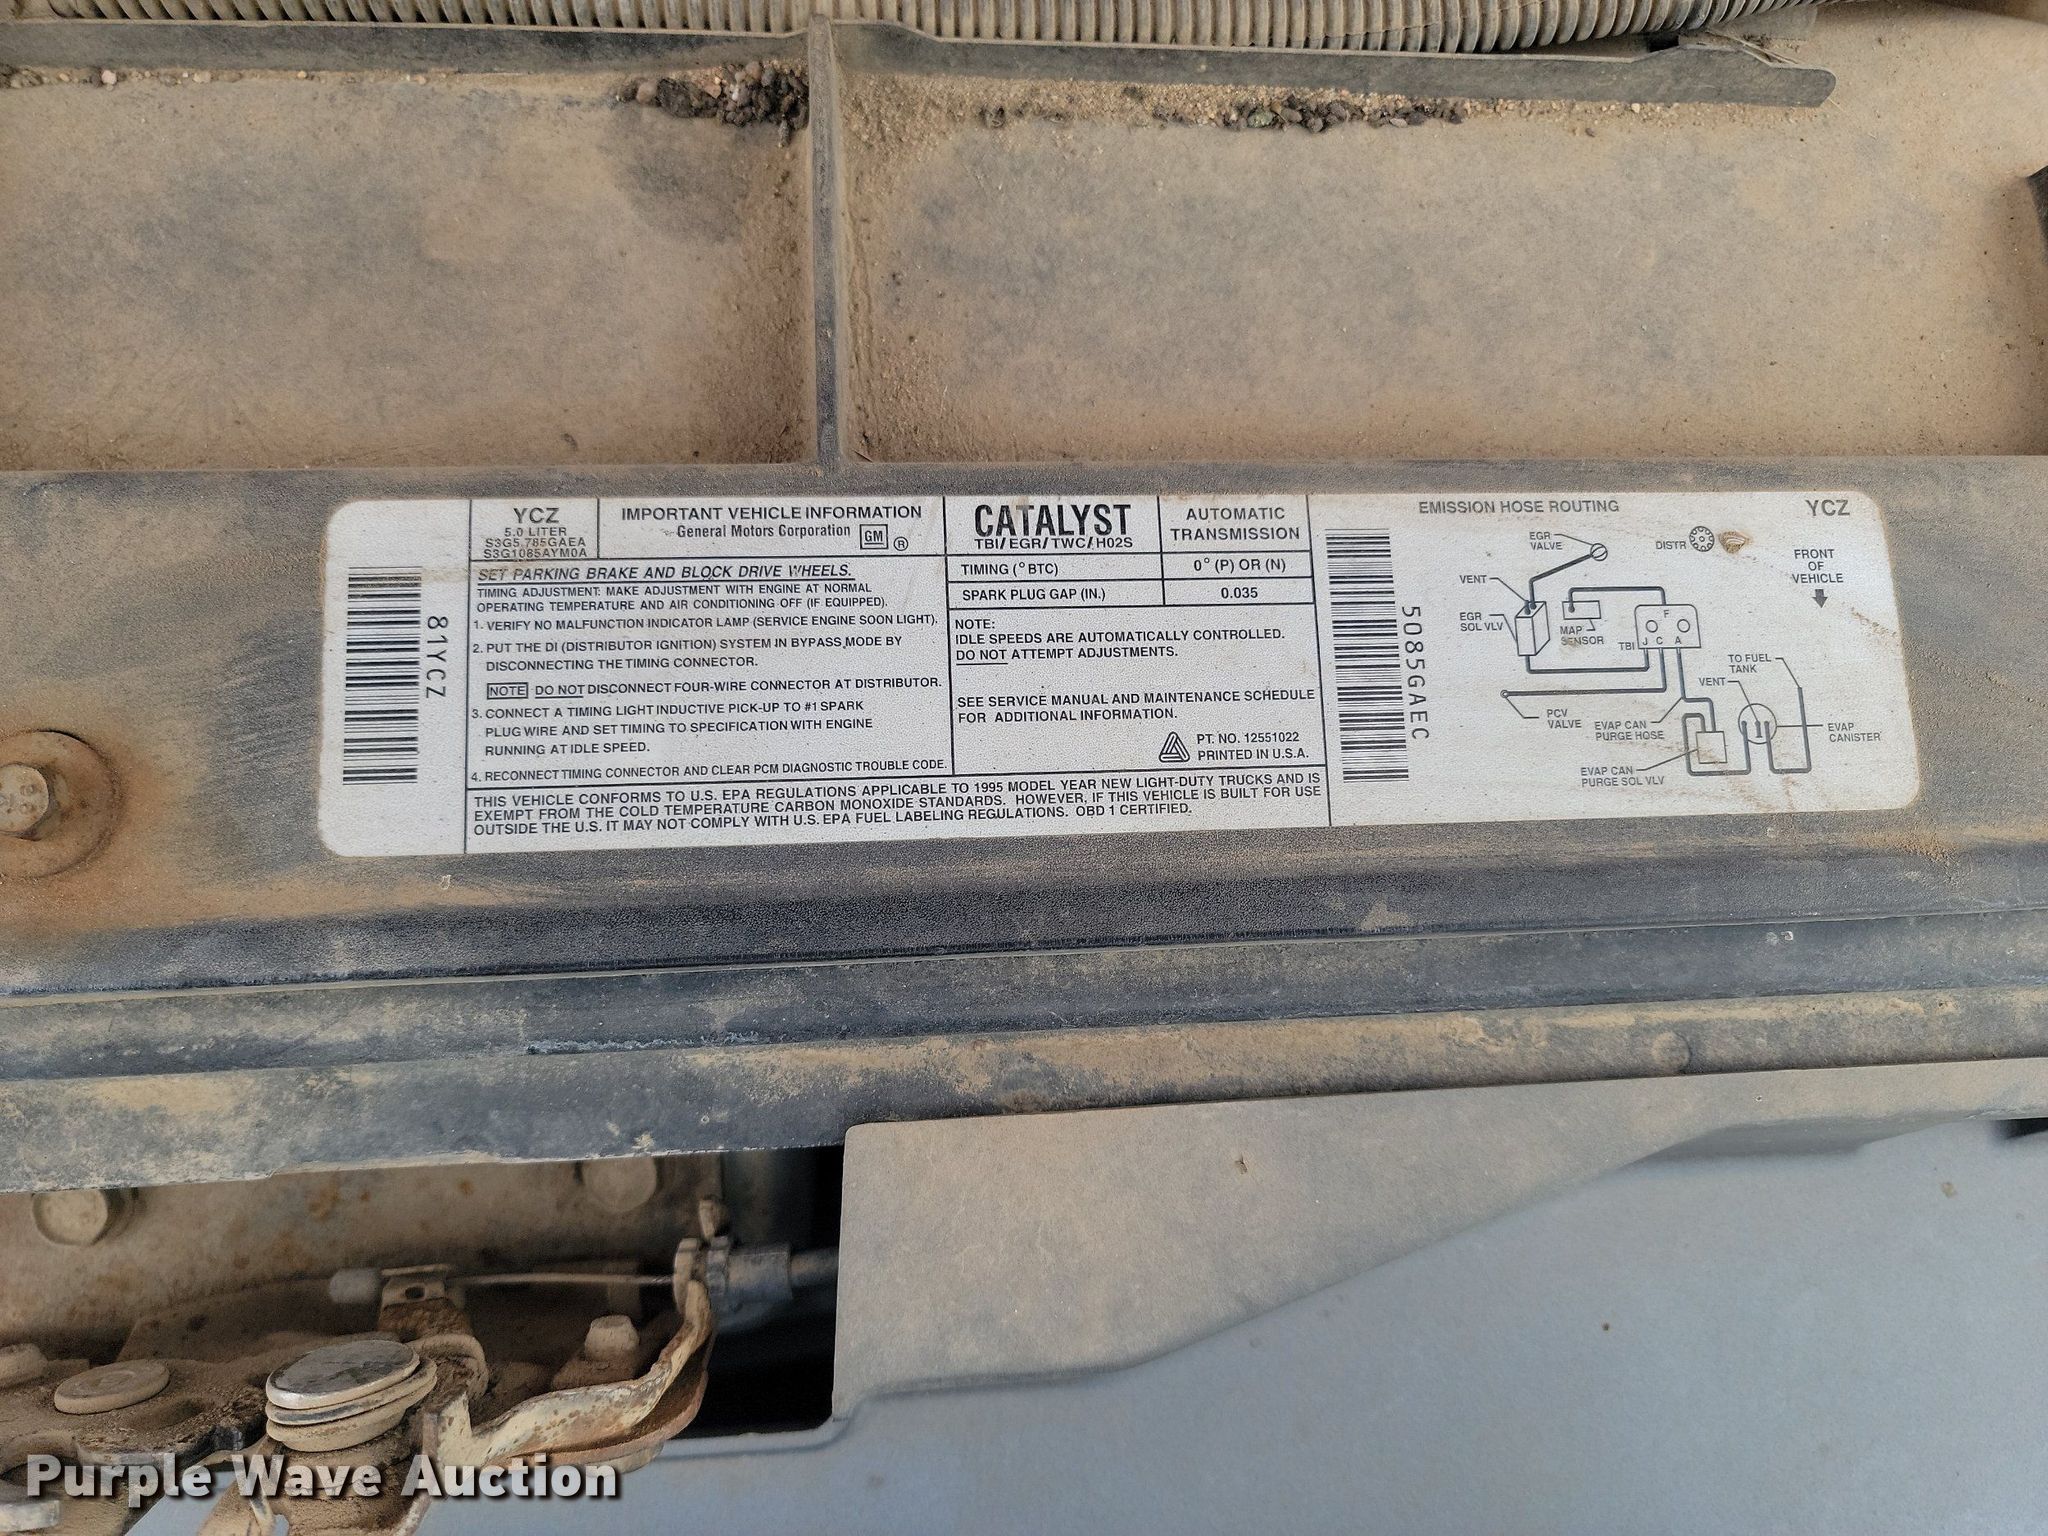 81YCZ
YCZ
5.0 LITER
S3G5.785GAEA
S3G1085AYM0A
IMPORTANT VEHICLE INFORMATION
General Motors Corporation GM ®
SET PARKING BRAKE AND BLOCK DRIVE WHEELS.
TIMING ADJUSTMENT: MAKE ADJUSTMENT WITH ENGINE AT NORMAL
OPERATING TEMPERATURE AND AIR CONDITIONING OFF (IF EQUIPPED).
1. VERIFY NO MALFUNCTION INDICATOR LAMP (SERVICE ENGINE SOON LIGHT).
2. PUT THE DI (DISTRIBUTOR IGNITION) SYSTEM IN BYPASS MODE BY
DISCONNECTING THE TIMING CONNECTOR.
NOTE DO NOT DISCONNECT FOUR-WIRE CONNECTOR AT DISTRIBUTOR.
3. CONNECT A TIMING LIGHT INDUCTIVE PICK-UP TO #1 SPARK
PLUG WIRE AND SET TIMING TO SPECIFICATION WITH ENGINE
RUNNING AT IDLE SPEED.
4. RECONNECT TIMING CONNECTOR AND CLEAR PCM DIAGNOSTIC TROUBLE CODE.
CATALYST
TBI/EGR/TWC/H02S
AUTOMATIC
TRANSMISSION
TIMING (°BTC) 0° (P) OR (N)
SPARK PLUG GAP (IN.) 0.035
NOTE:
IDLE SPEEDS ARE AUTOMATICALLY CONTROLLED.
DO NOT ATTEMPT ADJUSTMENTS.
SEE SERVICE MANUAL AND MAINTENANCE SCHEDULE
FOR ADDITIONAL INFORMATION.
PT. NO. 12551022
PRINTED IN U.S.A.
THIS VEHICLE CONFORMS TO U.S. EPA REGULATIONS APPLICABLE TO 1995 MODEL YEAR NEW LIGHT-DUTY TRUCKS AND IS
EXEMPT FROM THE COLD TEMPERATURE CARBON MONOXIDE STANDARDS. HOWEVER, IF THIS VEHICLE IS BUILT FOR USE
OUTSIDE THE U.S. IT MAY NOT COMPLY WITH U.S. EPA FUEL LABELING REGULATIONS. OBD 1 CERTIFIED.
5085GAEC
EMISSION HOSE ROUTING
YCZ
EGR
VALVE
DISTR
FRONT
OF
VEHICLE
VENT
EGR
SOL VLV
MAP
SENSOR
F
J C A
TBI
TO FUEL
TANK
VENT
PCV
VALVE
EVAP CAN
PURGE HOSE
EVAP
CANISTER
EVAP CAN
PURGE SOL VLV
Purple Wave Auction